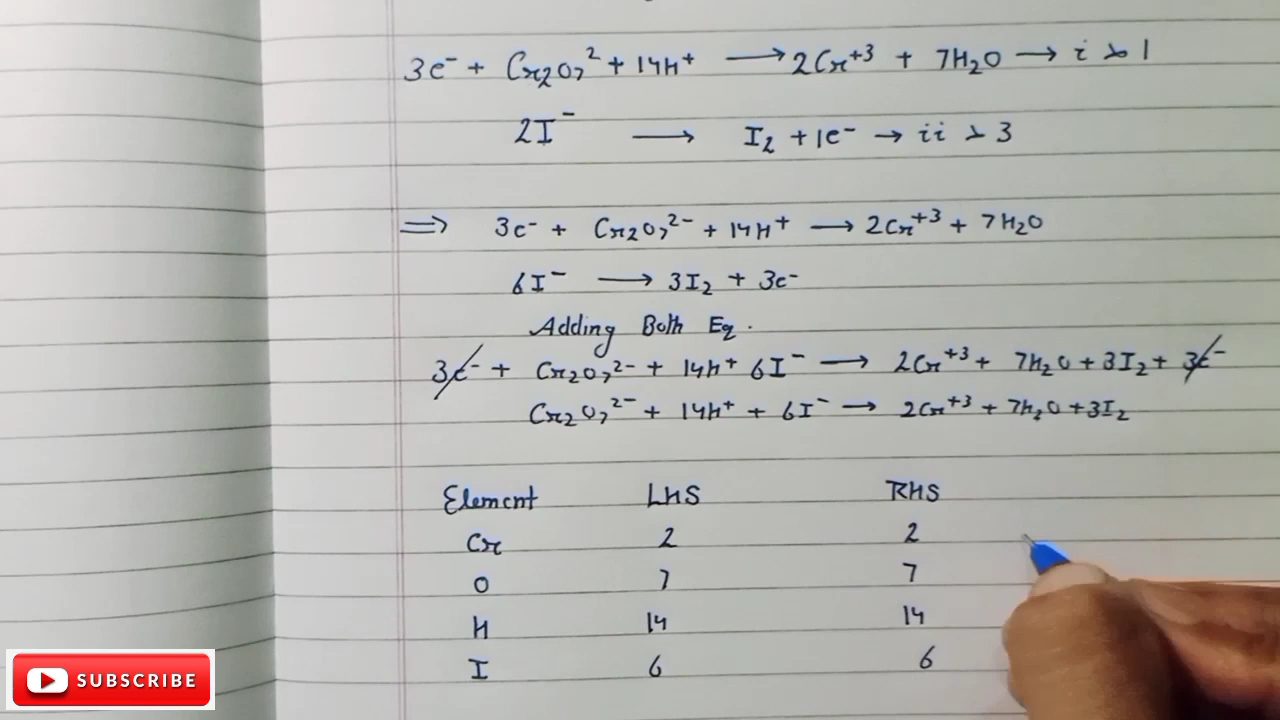 3e⁻ + Cr₂O₇² + 14H⁺ ⟶ 2Cr⁺³ + 7H₂O → i × 1
2I⁻ ⟶ I₂ + 1e⁻ → ii × 3
⇒ 3e⁻ + Cr₂O₇²⁻ + 14H⁺ ⟶ 2Cr⁺³ + 7H₂O
6I⁻ ⟶ 3I₂ + 3e⁻
Adding Both Eq.
3e⁻ + Cr₂O₇²⁻ + 14H⁺ 6I⁻ ⟶ 2Cr⁺³ + 7H₂O + 3I₂ + 3e⁻
Cr₂O₇²⁻ + 14H⁺ + 6I⁻ → 2Cr⁺³ + 7H₂O + 3I₂
Element LHS RHS
Cr 2 2
O 7 7
H 14 14
I 6 6
SUBSCRIBE